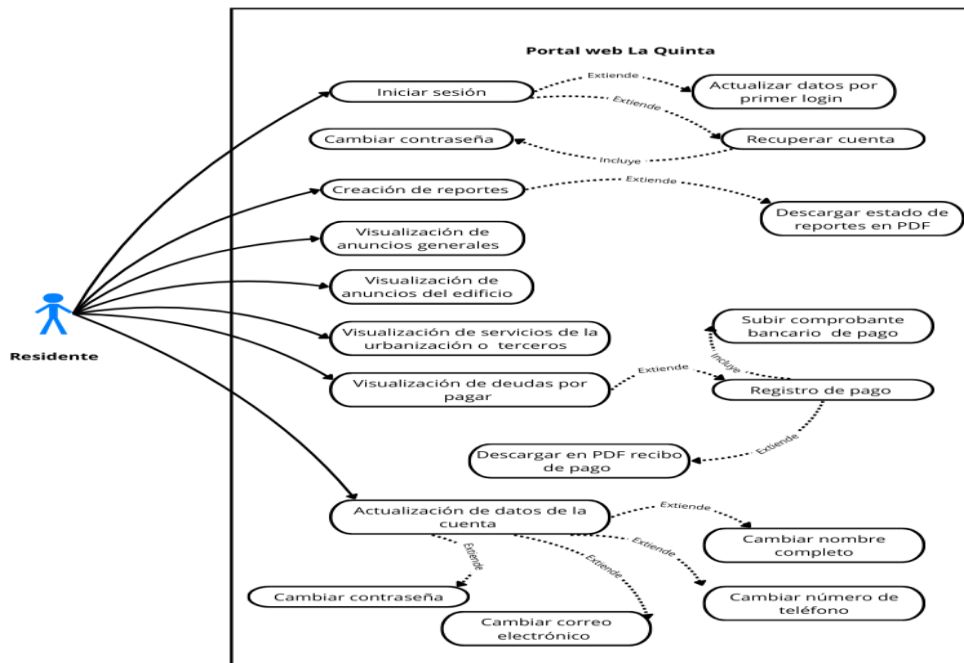 Portal web La Quinta
Iniciar sesión
Extiende
Actualizar datos por
primer login
Extiende
Cambiar contraseña
Incluye
Recuperar cuenta
Creación de reportes
Extiende
Descargar estado de
reportes en PDF
Visualización de
anuncios generales
Visualización de
anuncios del edificio
Residente
Visualización de servicios de la
urbanización o terceros
Subir comprobante
bancario de pago
Incluye
Visualización de deudas por
pagar
Extiende
Registro de pago
Extiende
Descargar en PDF recibo
de pago
Actualización de datos de la
cuenta
Extiende
Cambiar nombre
completo
Extiende
Extiende
Extiende
Cambiar contraseña
Cambiar número de
teléfono
Cambiar correo
electrónico